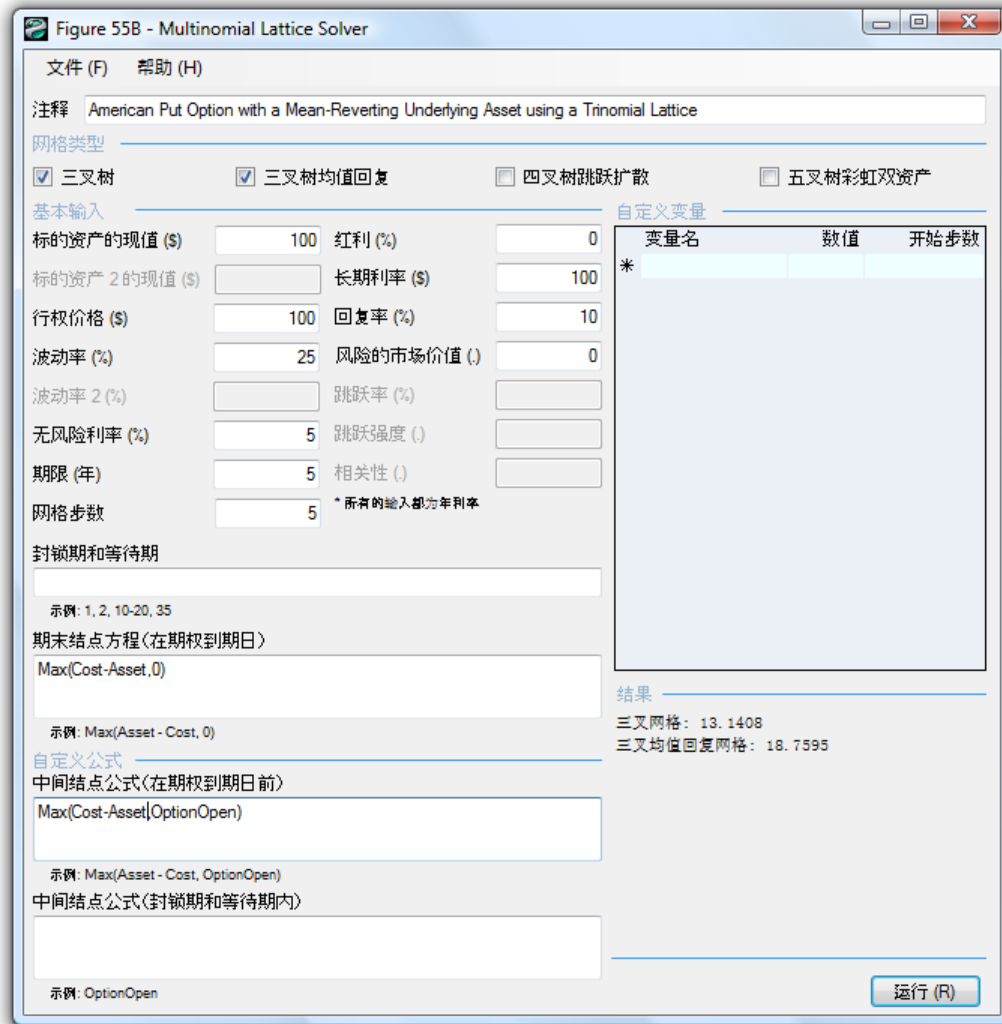 Figure 55B - Multinomial Lattice Solver
文件 (F) 帮助 (H)
注释 American Put Option with a Mean-Reverting Underlying Asset using a Trinomial Lattice
网格类型
三叉树 三叉树均值回复 四叉树跳跃扩散 五叉树彩虹双资产
基本输入
标的资产的现值 ($) 100 红利 (%) 0
标的资产 2 的现值 ($) 长期利率 ($) 100
行权价格 ($) 100 回复率 (%) 10
波动率 (%) 25 风险的市场价值 (.) 0
波动率 2 (%) 跳跃率 (%)
无风险利率 (%) 5 跳跃强度 (.)
期限 (年) 5 相关性 (.)
网格步数 5 * 所有的输入都为年利率
封锁期和等待期
示例: 1, 2, 10-20, 35
期末结点方程(在期权到期日)
Max(Cost-Asset,0)
示例: Max(Asset - Cost, 0)
自定义公式
中间结点公式(在期权到期日前)
Max(Cost-Asset,OptionOpen)
示例: Max(Asset - Cost, OptionOpen)
中间结点公式(封锁期和等待期内)
示例: OptionOpen
自定义变量
变量名 数值 开始步数
*
结果
三叉网格: 13.1408
三叉均值回复网格: 18.7595
运行 (R)